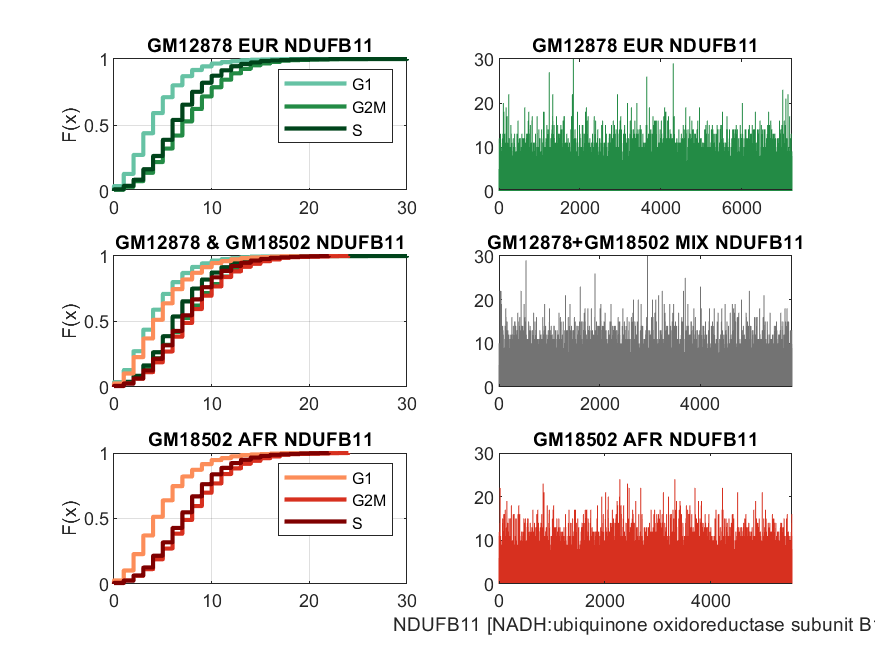 GM12878 EUR NDUFB11
F(x)
1
0.5
0
0 10 20 30
G1
G2M
S
GM12878 EUR NDUFB11
30
20
10
0
0 2000 4000 6000
GM12878 & GM18502 NDUFB11
F(x)
1
0.5
0
0 10 20 30
GM12878+GM18502 MIX NDUFB11
30
20
10
0
0 2000 4000
GM18502 AFR NDUFB11
F(x)
1
0.5
0
0 10 20 30
G1
G2M
S
GM18502 AFR NDUFB11
30
20
10
0
0 2000 4000
NDUFB11 [NADH:ubiquinone oxidoreductase subunit B1